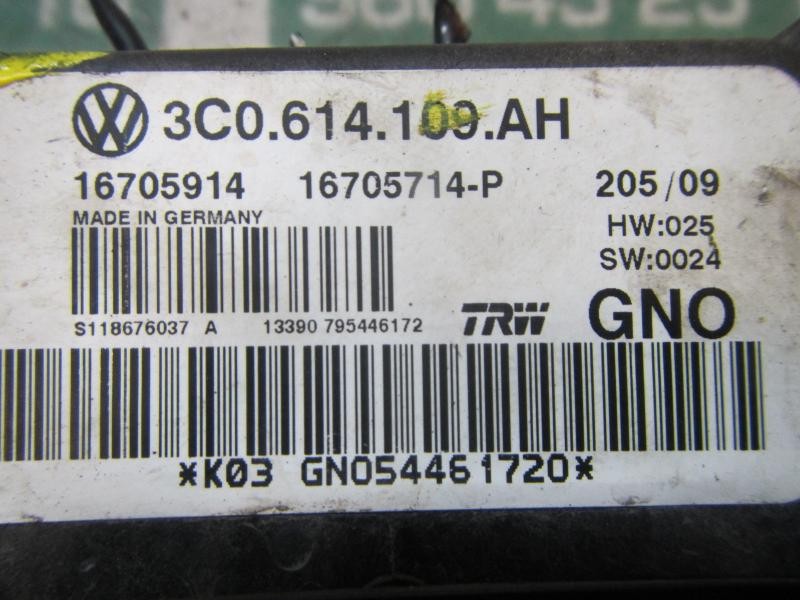 3C0.614.109.AH
16705914 16705714-P 205/09
MADE IN GERMANY
HW:025
SW:0024
S118676037 A 13390 795446172
TRW GNO
*K03 GNO54461720*